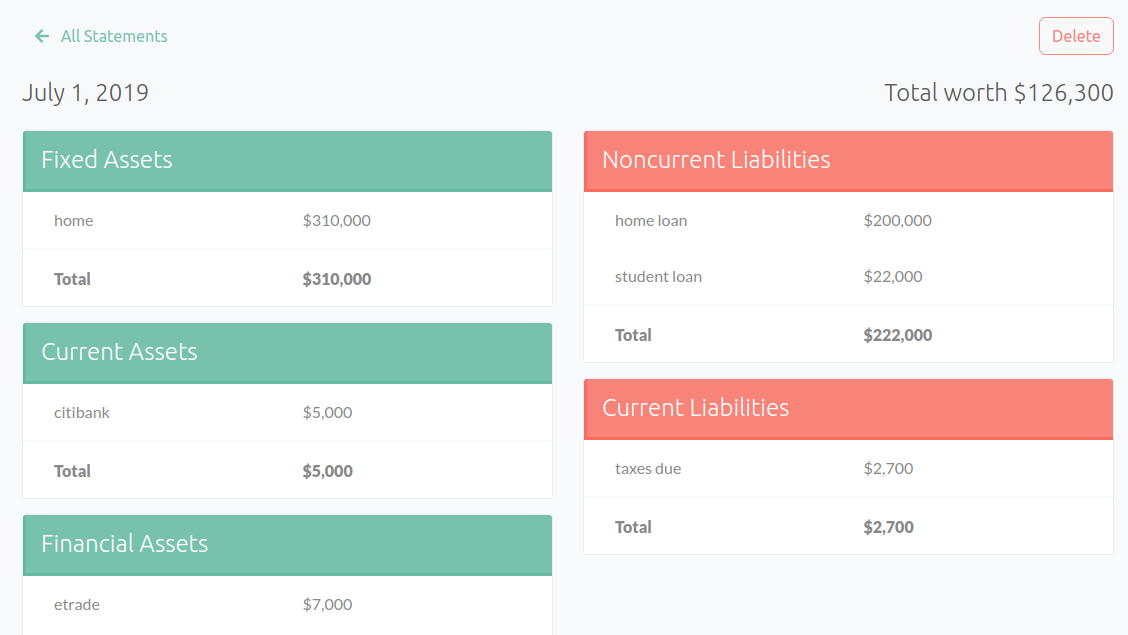 All Statements
Delete
July 1, 2019
Total worth $126,300
Fixed Assets
home $310,000
Total $310,000
Current Assets
citibank $5,000
Total $5,000
Financial Assets
etrade $7,000
Noncurrent Liabilities
home loan $200,000
student loan $22,000
Total $222,000
Current Liabilities
taxes due $2,700
Total $2,700